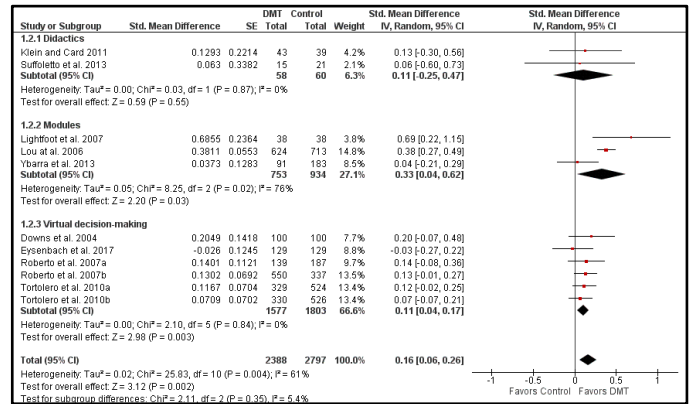 DMT Control Std. Mean Difference Std. Mean Difference
Study or Subgroup Std. Mean Difference SE Total Total Weight IV, Random, 95% CI IV, Random, 95% CI
1.2.1 Didactics
Klein and Card 2011 0.1293 0.2214 43 39 4.2% 0.13 [-0.30, 0.56]
Suffoletto et al. 2013 0.063 0.3382 15 21 2.1% 0.06 [-0.60, 0.73]
Subtotal (95% CI) 58 60 6.3% 0.11 [-0.25, 0.47]
Heterogeneity: Tau² = 0.00; Chi² = 0.03, df = 1 (P = 0.87); I² = 0%
Test for overall effect: Z = 0.59 (P = 0.55)
1.2.2 Modules
Lightfoot et al. 2007 0.6855 0.2364 38 38 3.8% 0.69 [0.22, 1.15]
Lou at al. 2006 0.3811 0.0553 624 713 15.0% 0.38 [0.27, 0.49]
Ybarra et al. 2013 0.0373 0.1283 91 183 8.8% 0.04 [-0.21, 0.29]
Subtotal (95% CI) 753 934 27.1% 0.33 [0.04, 0.62]
Heterogeneity: Tau² = 0.05; Chi² = 8.25, df = 2 (P = 0.02); I² = 76%
Test for overall effect: Z = 2.20 (P = 0.03)
1.2.3 Virtual decision-making
Downs et al. 2004 0.2049 0.1418 100 100 7.7% 0.20 [-0.07, 0.48]
Eysenbach et al. 2017 -0.026 0.1245 129 129 8.8% -0.03 [-0.27, 0.22]
Roberto et al. 2007a 0.1401 0.1121 139 187 9.8% 0.14 [-0.08, 0.36]
Roberto et al. 2007b 0.1302 0.0692 550 337 13.5% 0.13 [-0.01, 0.27]
Tortolero et al. 2010a 0.1167 0.0704 329 524 13.4% 0.12 [-0.02, 0.25]
Tortolero et al. 2010b 0.0709 0.0702 330 526 13.4% 0.07 [-0.07, 0.21]
Subtotal (95% CI) 1577 1803 66.6% 0.11 [0.04, 0.17]
Heterogeneity: Tau² = 0.00; Chi² = 2.10, df = 5 (P = 0.84); I² = 0%
Test for overall effect: Z = 2.98 (P = 0.003)
Total (95% CI) 2388 2797 100.0% 0.16 [0.06, 0.26]
Heterogeneity: Tau² = 0.02; Chi² = 25.83, df = 10 (P = 0.004); I² = 61%
Test for overall effect: Z = 3.12 (P = 0.002)
Test for subgroup differences: Chi² = 2.11, df = 2 (P = 0.35), I² = 5.4%
-1 -0.5 0 0.5 1
Favors Control Favors DMT